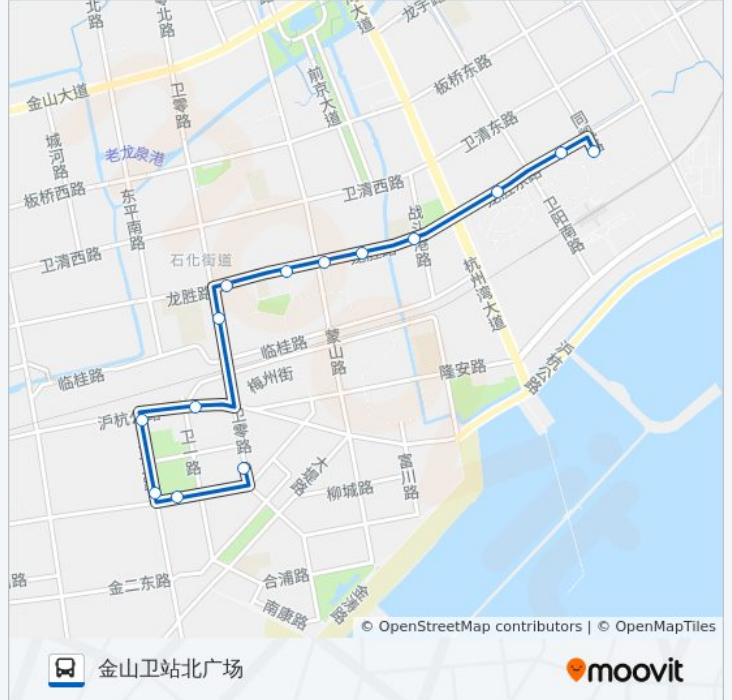 北路
零北路
大道
龙宇
金山大道
卫零路
前京大道
板桥东路
城河路
老龙泉港
卫清东路
板桥西路
东平南路
卫清西路
卫阳南路
卫清西路
石化街道
龙胜路
杭州湾大道
临桂路
蒙山路
临桂路
梅州街
隆安路
沪杭公路
沪杭公路
卫零路
卫一路
大堤路
富川路
柳城路
路
金二东路
合浦路
南康路
© OpenStreetMap contributors | © OpenMapTiles
金山卫站北广场
moovit